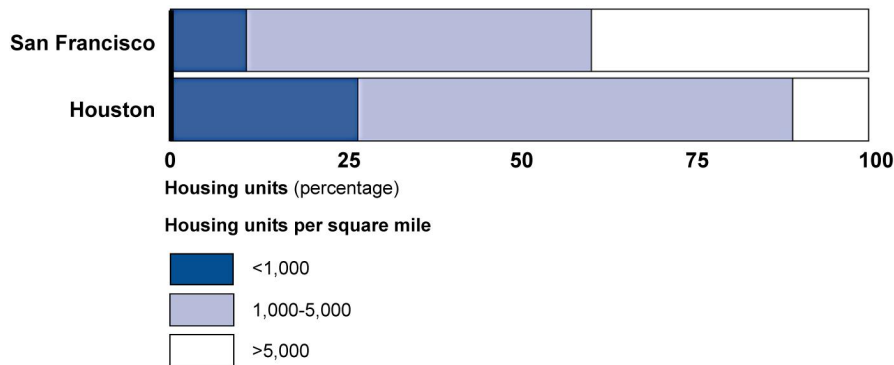 San Francisco
Houston
0 25 50 75 100
Housing units (percentage)
Housing units per square mile
<1,000
1,000-5,000
>5,000